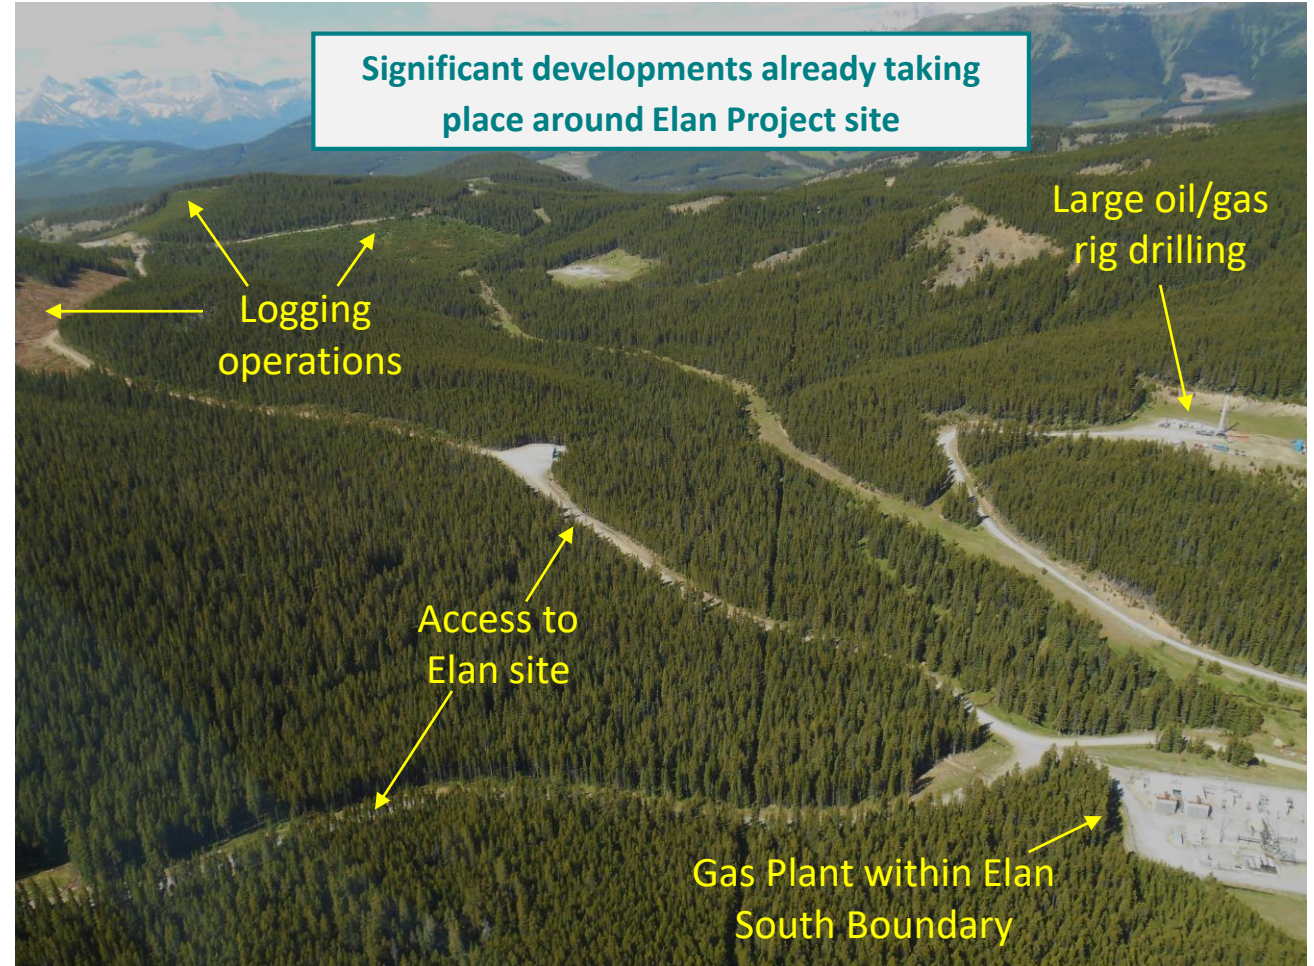 Significant developments already taking
place around Elan Project site
Large oil/gas
rig drilling
Logging
operations
Access to
Elan site
Gas Plant within Elan
South Boundary